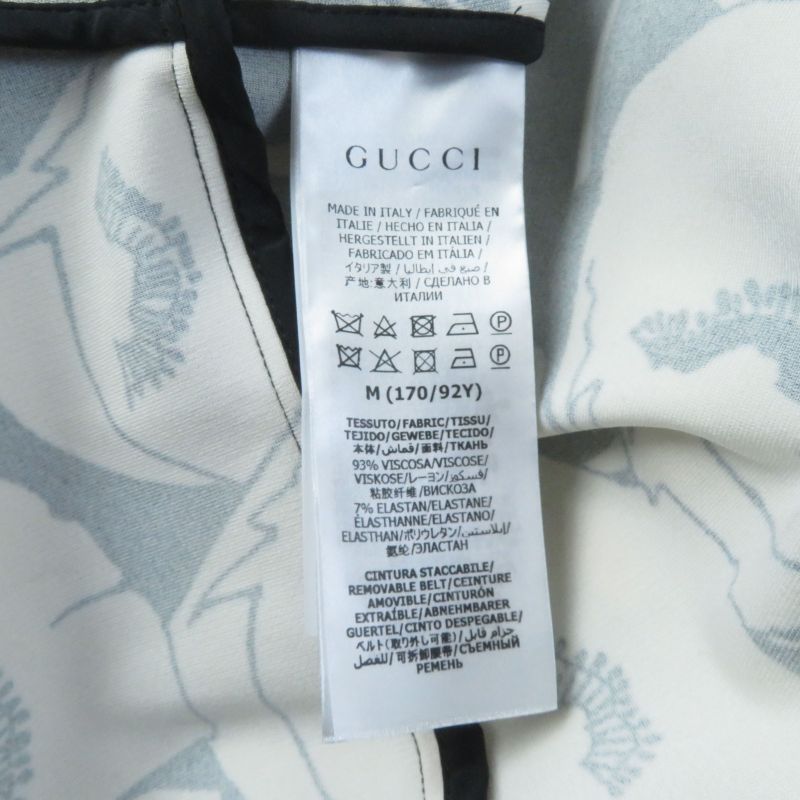 GUCCI
MADE IN ITALY / FABRIQUÉ EN
ITALIE / HECHO EN ITALIA /
HERGESTELLT IN ITALIEN /
FABRICADO EM ITÁLIA /
イタリア製 / صنع في إيطاليا /
产地:意大利 / СДЕЛАНО В
ИТАЛИИ
P
P
M (170/92Y)
TESSUTO/FABRIC/TISSU/
TEJIDO/GEWEBE/TECIDO/
本体/قماش/面料/ТКАНЬ
93% VISCOSA/VISCOSE/
VISKOSE/レーヨン/فسكوز/
粘胶纤维/ВИСКОЗА
7% ELASTAN/ELASTANE/
ÉLASTHANNE/ELASTANO/
ELASTHAN/ポリウレタン/إيلاستين/
氨纶/ЭЛАСТАН
CINTURA STACCABILE/
REMOVABLE BELT/CEINTURE
AMOVIBLE/CINTURÓN
EXTRAÍBLE/ABNEHMBARER
GUERTEL/CINTO DESPEGABLE/
ベルト(取り外し可能)/حزام قابل
للفصل/可拆卸腰带/СЪЕМНЫЙ
РЕМЕНЬ